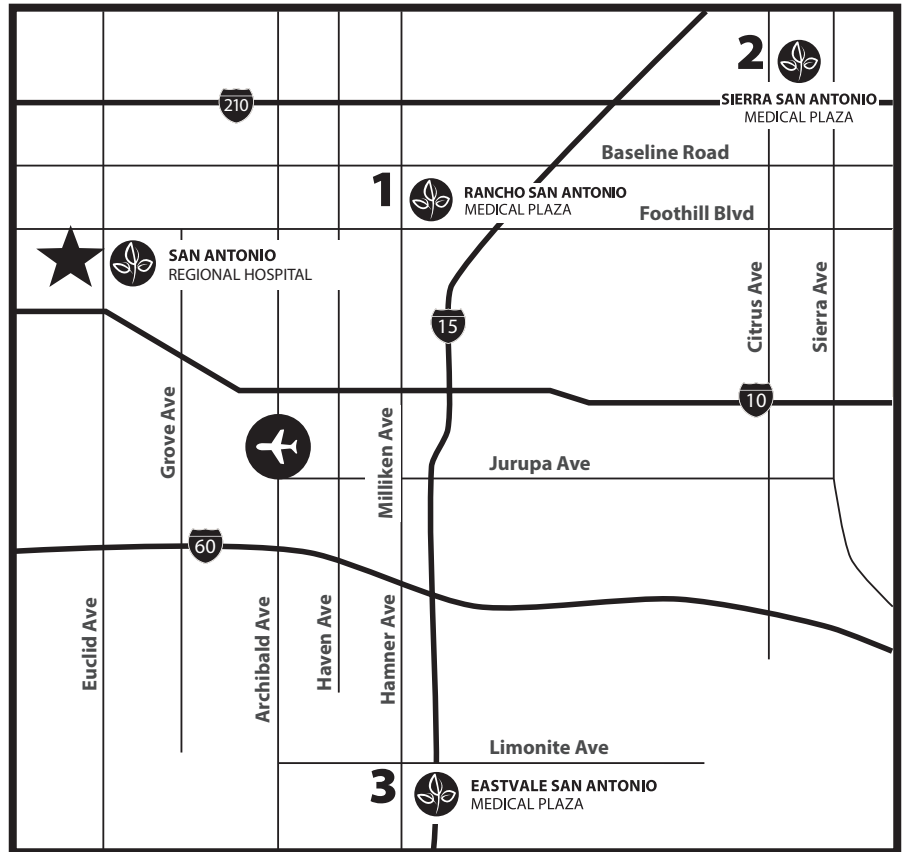 2
SIERRA SAN ANTONIO
MEDICAL PLAZA
210
Baseline Road
1
RANCHO SAN ANTONIO
MEDICAL PLAZA
Foothill Blvd
SAN ANTONIO
REGIONAL HOSPITAL
15
Citrus Ave
Sierra Ave
10
Grove Ave
Milliken Ave
Jurupa Ave
60
Euclid Ave
Archibald Ave
Haven Ave
Hamner Ave
Limonite Ave
3
EASTVALE SAN ANTONIO
MEDICAL PLAZA